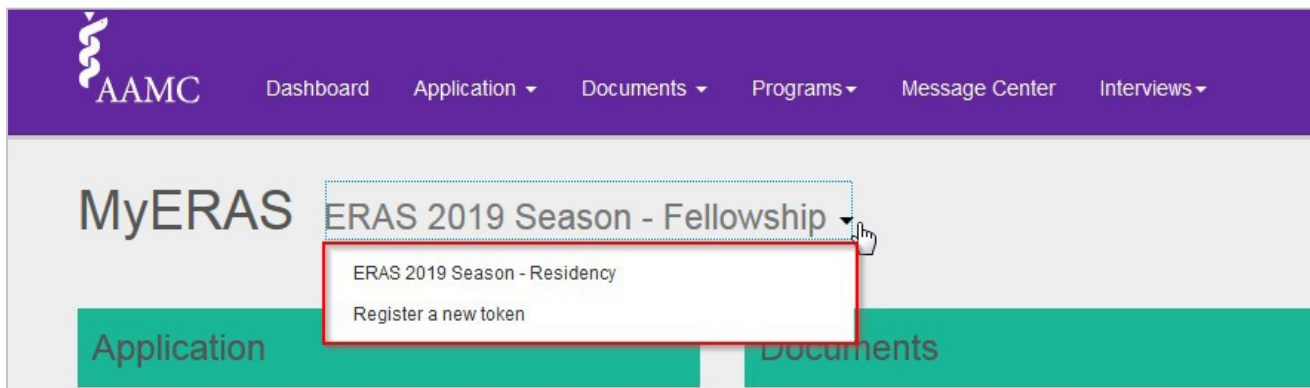 AAMC Dashboard Application Documents Programs Message Center Interviews
MyERAS ERAS 2019 Season - Fellowship
ERAS 2019 Season - Residency
Register a new token
Application Documents